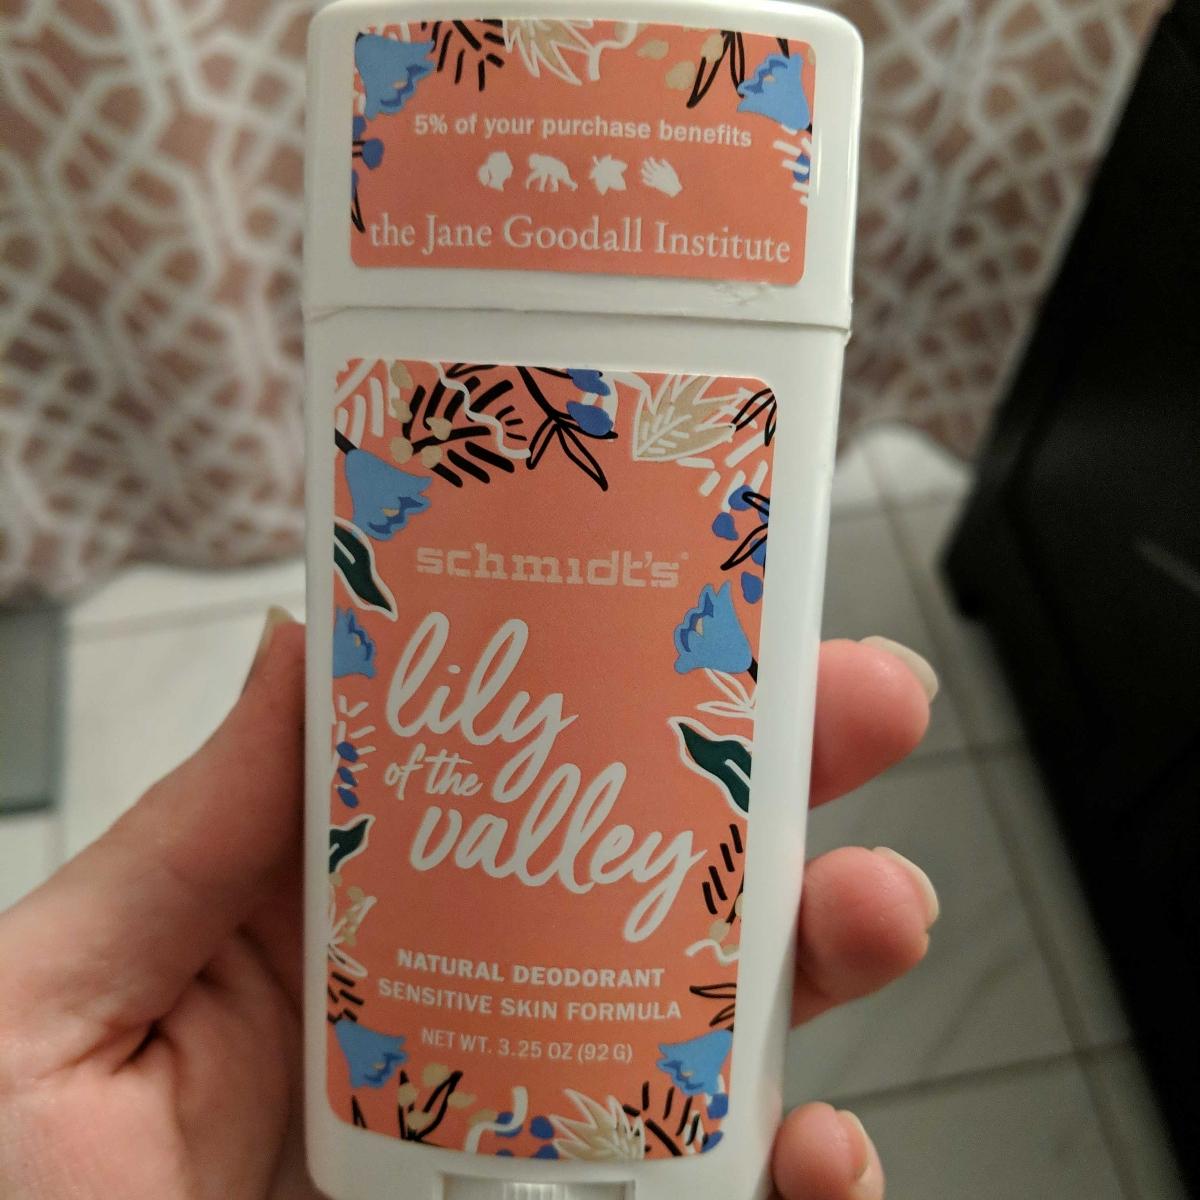 5% of your purchase benefits
the Jane Goodall Institute
schmidt's®
lily
of the
valley
NATURAL DEODORANT
SENSITIVE SKIN FORMULA
NET WT. 3.25 OZ (92 G)